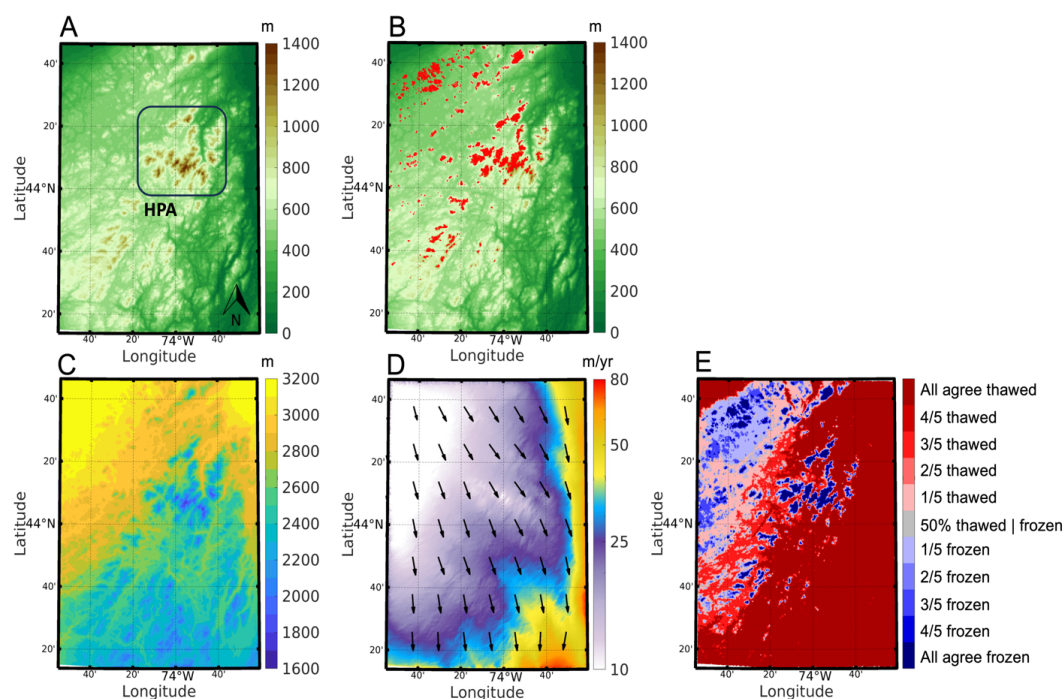 A
m
1400
1200
1000
800
600
400
200
0
40'
20'
44°N
40'
20'
Latitude
HPA
N
40' 20' 74°W 20' 40'
Longitude
B
m
1400
1200
1000
800
600
400
200
0
40'
20'
44°N
40'
20'
Latitude
40' 20' 74°W 20' 40'
Longitude
C
m
3200
3000
2800
2600
2400
2200
2000
1800
1600
40'
20'
44°N
40'
20'
Latitude
40' 20' 74°W 20' 40'
Longitude
D
m/yr
80
50
25
10
40'
20'
44°N
40'
20'
Latitude
40' 20' 74°W 20' 40'
Longitude
E
All agree thawed
4/5 thawed
3/5 thawed
2/5 thawed
1/5 thawed
50% thawed | frozen
1/5 frozen
2/5 frozen
3/5 frozen
4/5 frozen
All agree frozen
40'
20'
44°N
40'
20'
Latitude
40' 20' 74°W 20' 40'
Longitude